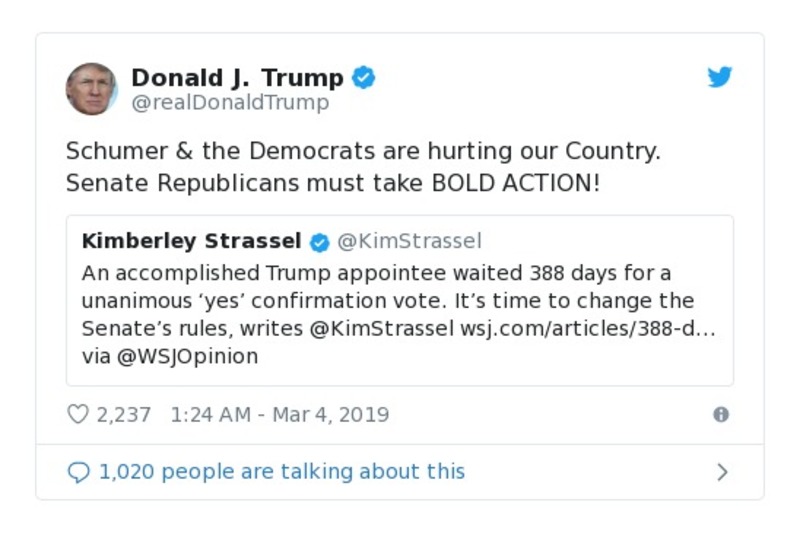 Donald J. Trump
@realDonaldTrump
Schumer & the Democrats are hurting our Country.
Senate Republicans must take BOLD ACTION!
Kimberley Strassel @KimStrassel
An accomplished Trump appointee waited 388 days for a
unanimous ‘yes’ confirmation vote. It’s time to change the
Senate’s rules, writes @KimStrassel wsj.com/articles/388-d…
via @WSJOpinion
2,237 1:24 AM - Mar 4, 2019
1,020 people are talking about this